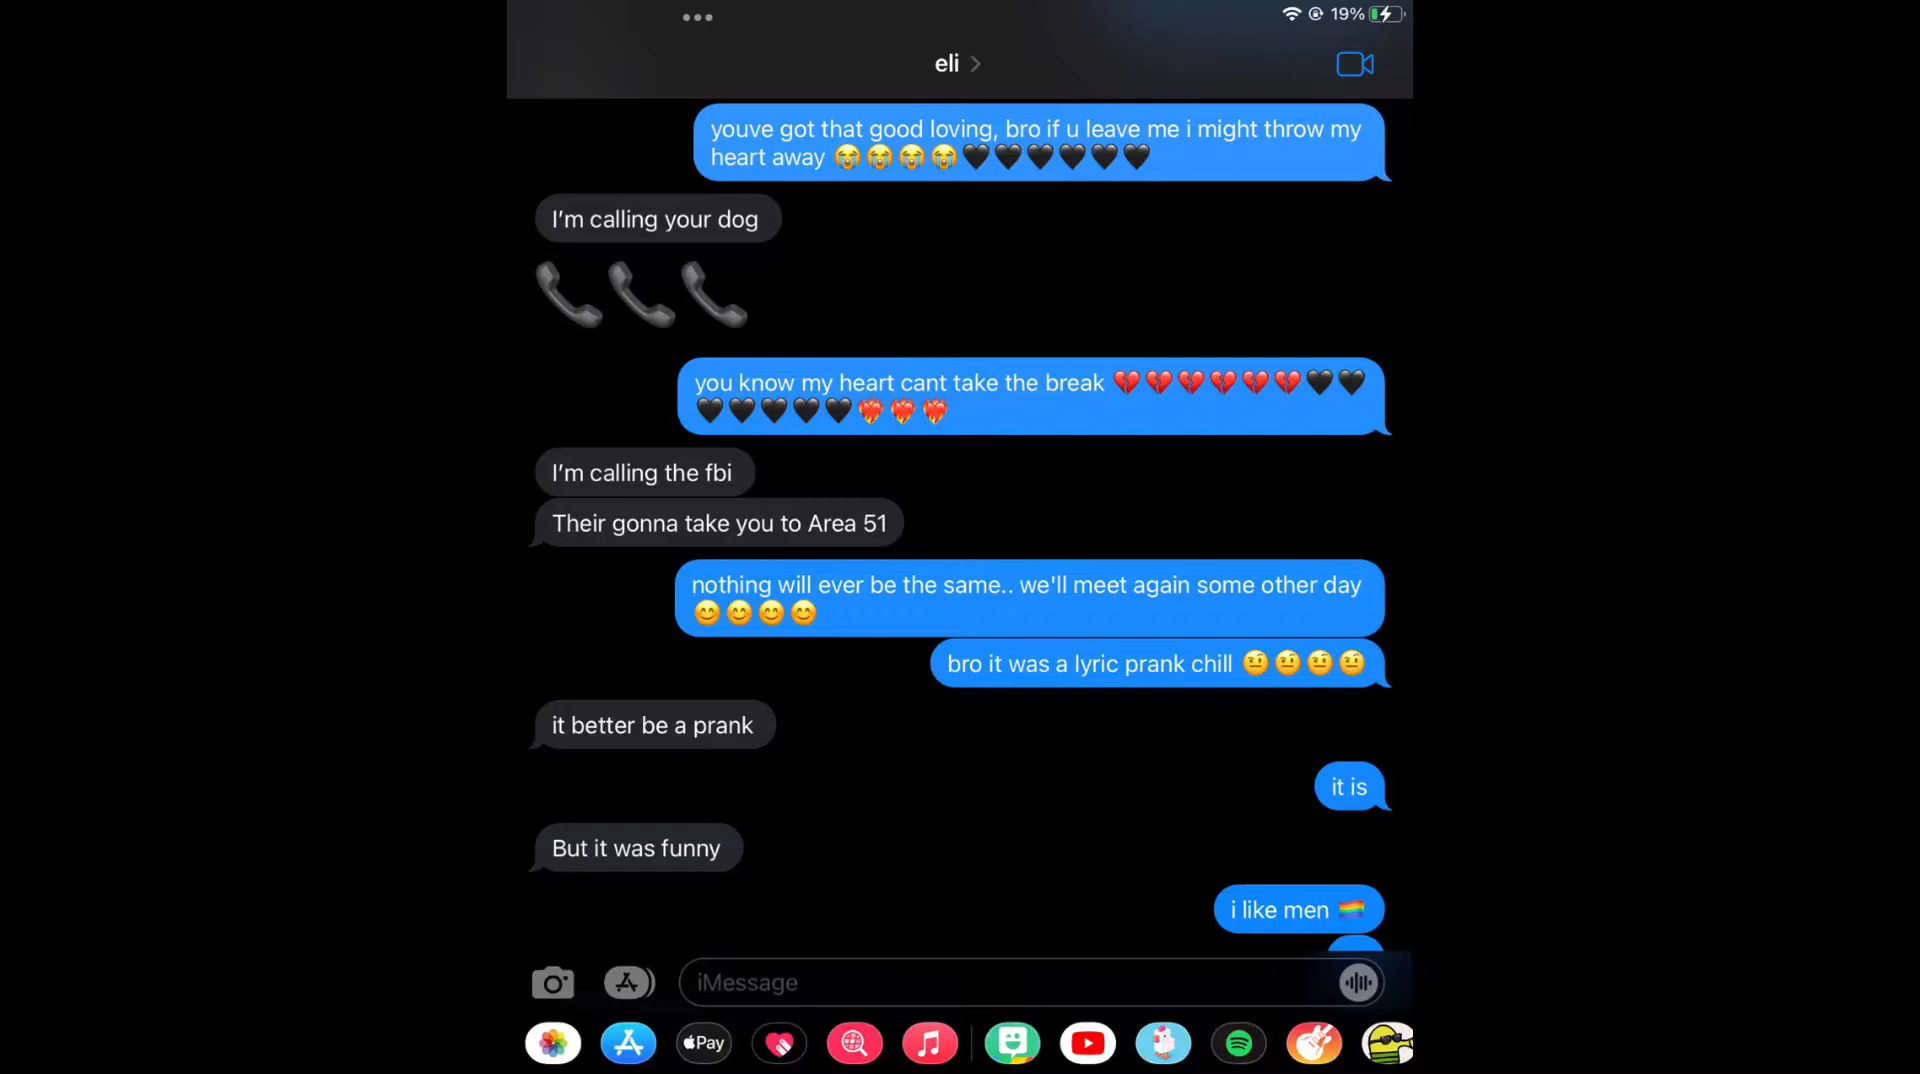 19%
eli
youve got that good loving, bro if u leave me i might throw my
heart away 😭😭😭😭🖤🖤🖤🖤🖤🖤
I'm calling your dog
📞📞📞
you know my heart cant take the break 💔💔💔💔💔💔🖤🖤
🖤🖤🖤🖤🖤❤️‍🔥❤️‍🔥❤️‍🔥
I'm calling the fbi
Their gonna take you to Area 51
nothing will ever be the same.. we'll meet again some other day
😊😊😊😊
bro it was a lyric prank chill 🤨🤨🤨🤨
it better be a prank
it is
But it was funny
i like men 🏳️‍🌈
iMessage
Pay